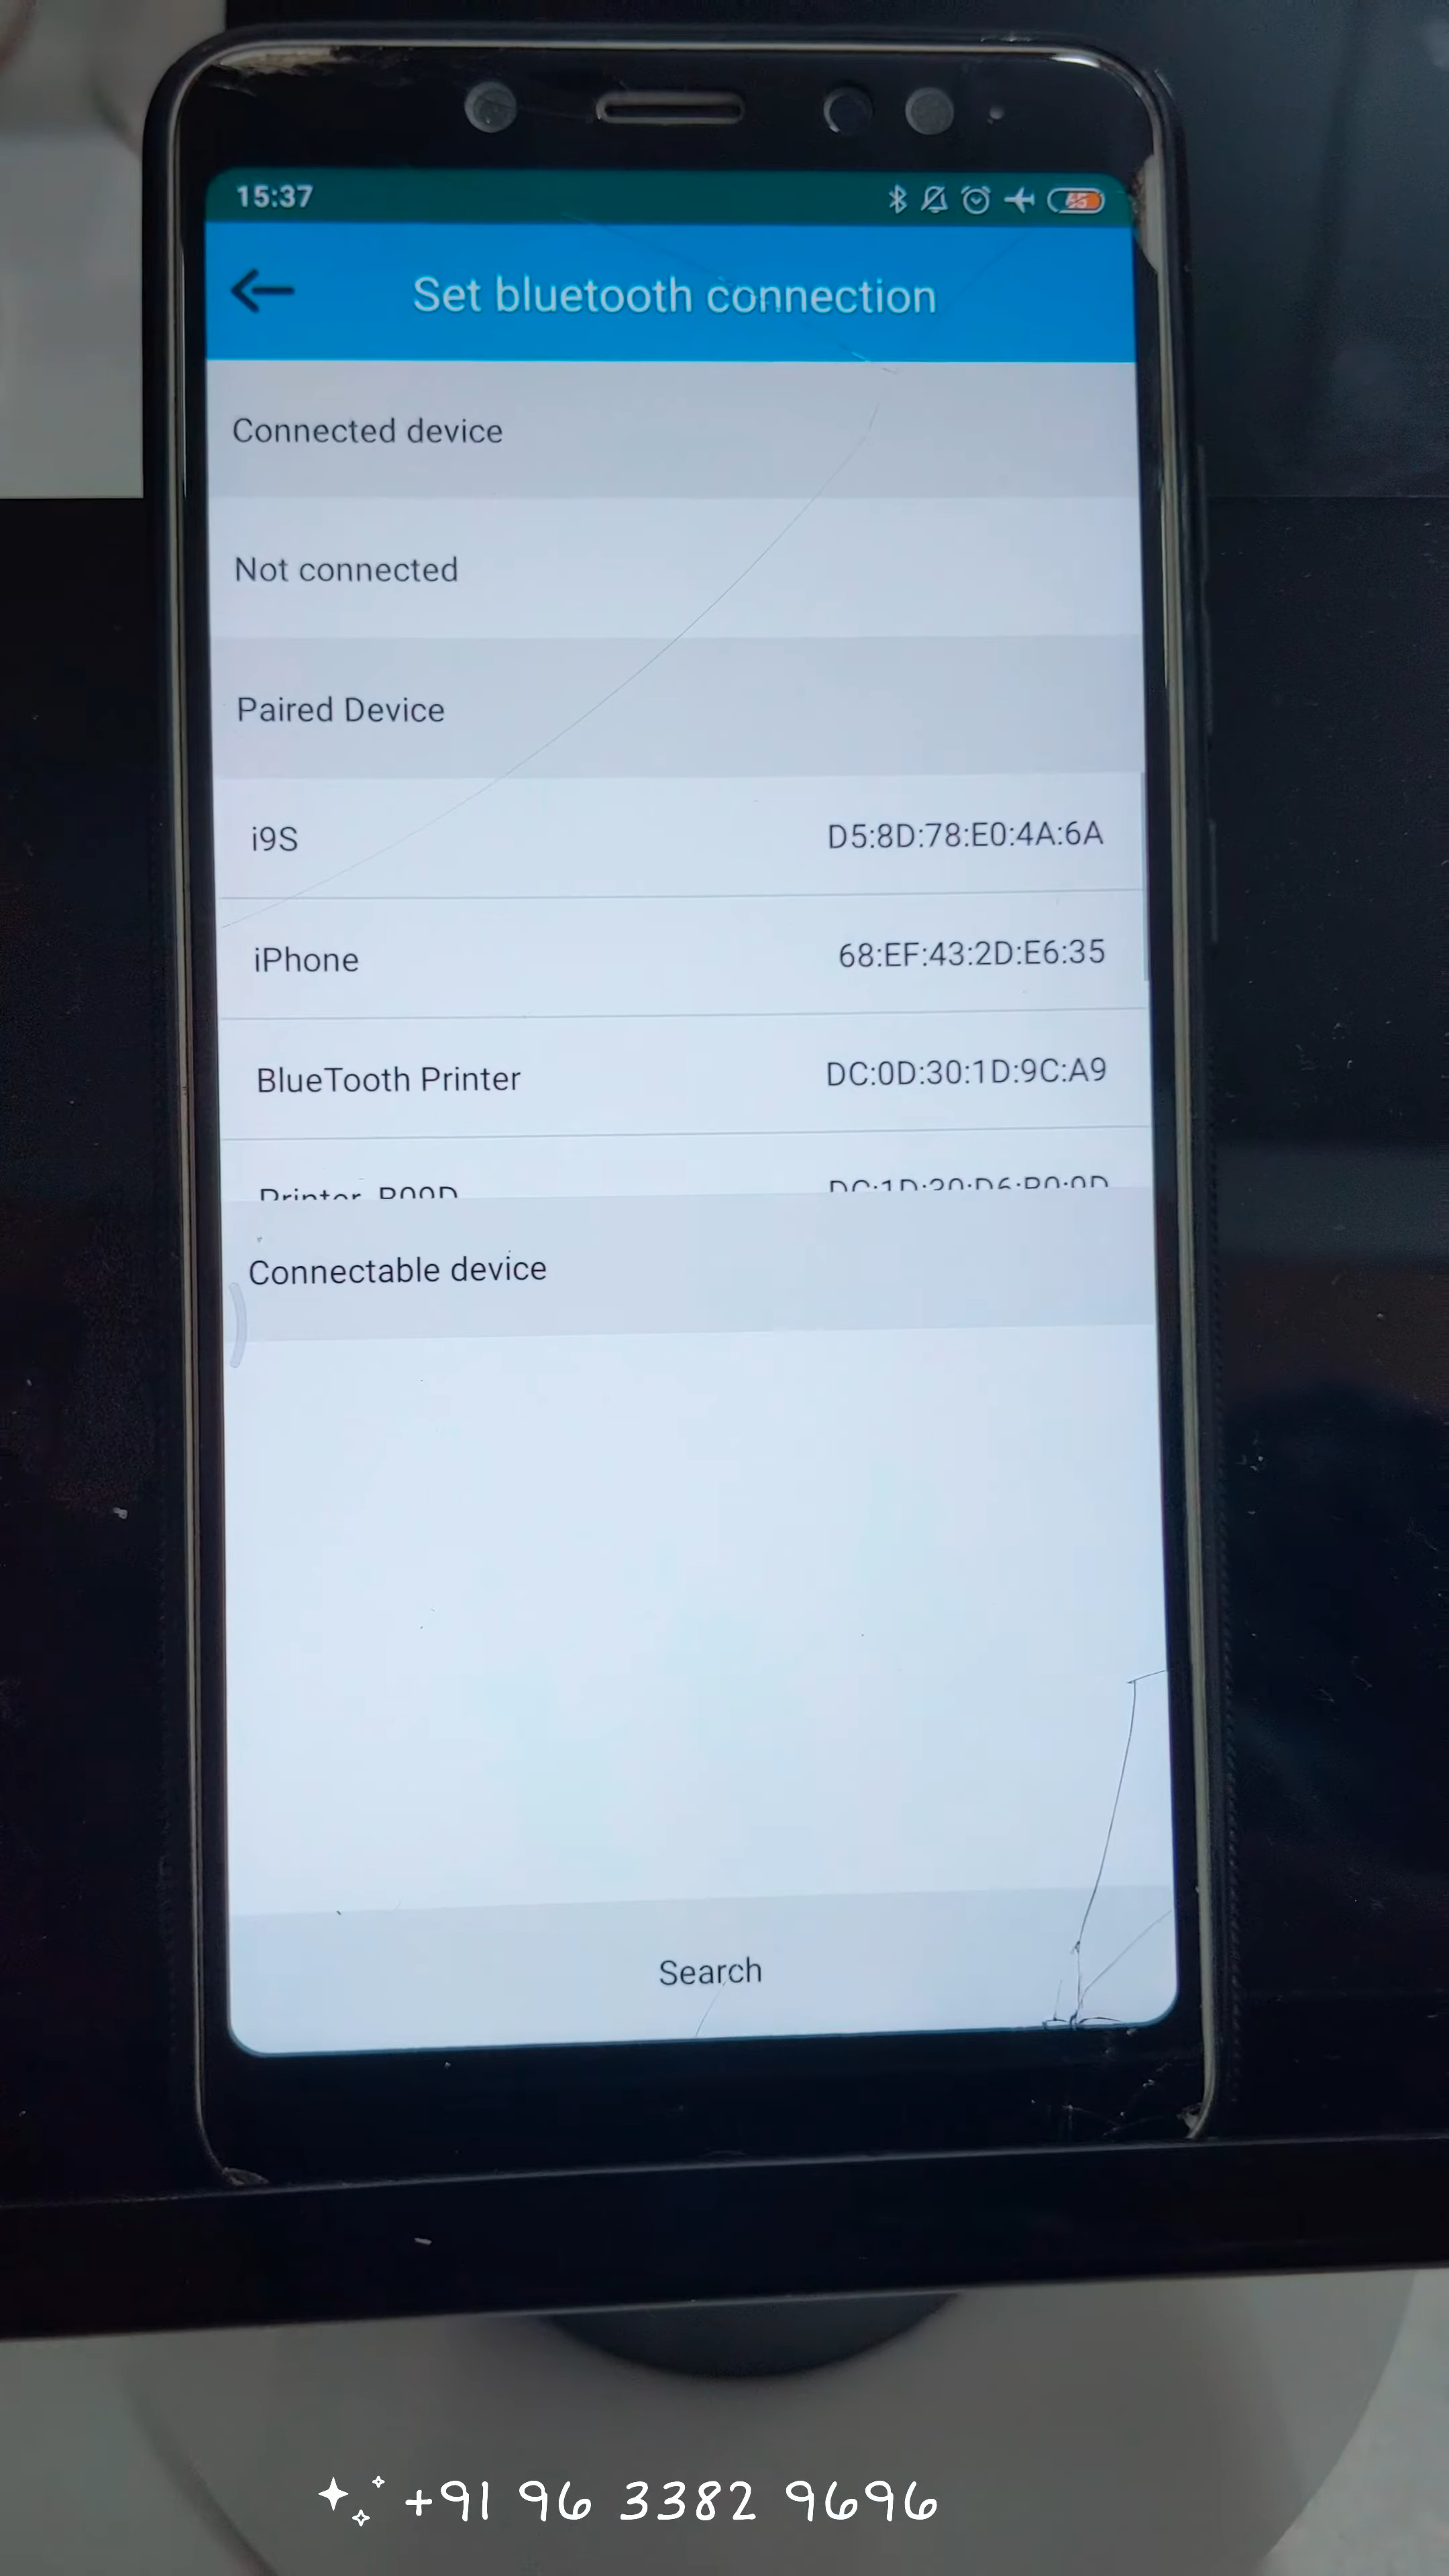 15:37
65
Set bluetooth connection
Connected device
Not connected
Paired Device
i9S D5:8D:78:E0:4A:6A
iPhone 68:EF:43:2D:E6:35
BlueTooth Printer DC:0D:30:1D:9C:A9
Connectable device
Search
+91 96 3382 9696